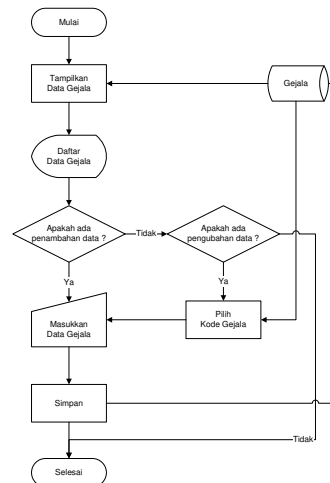 Mulai
Tampilkan
Data Gejala
Gejala
Daftar
Data Gejala
Apakah ada
penambahan data ?
Tidak
Apakah ada
pengubahan data ?
Ya
Ya
Masukkan
Data Gejala
Pilih
Kode Gejala
Simpan
Tidak
Selesai